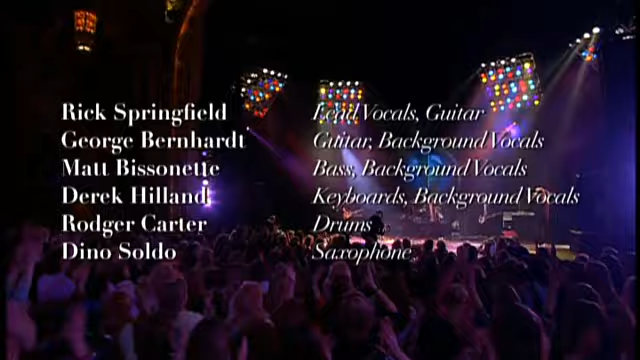 Rick Springfield Lead Vocals, Guitar
George Bernhardt Guitar, Background Vocals
Matt Bissonette Bass, Background Vocals
Derek Hilland Keyboards, Background Vocals
Rodger Carter Drums
Dino Soldo Saxophone